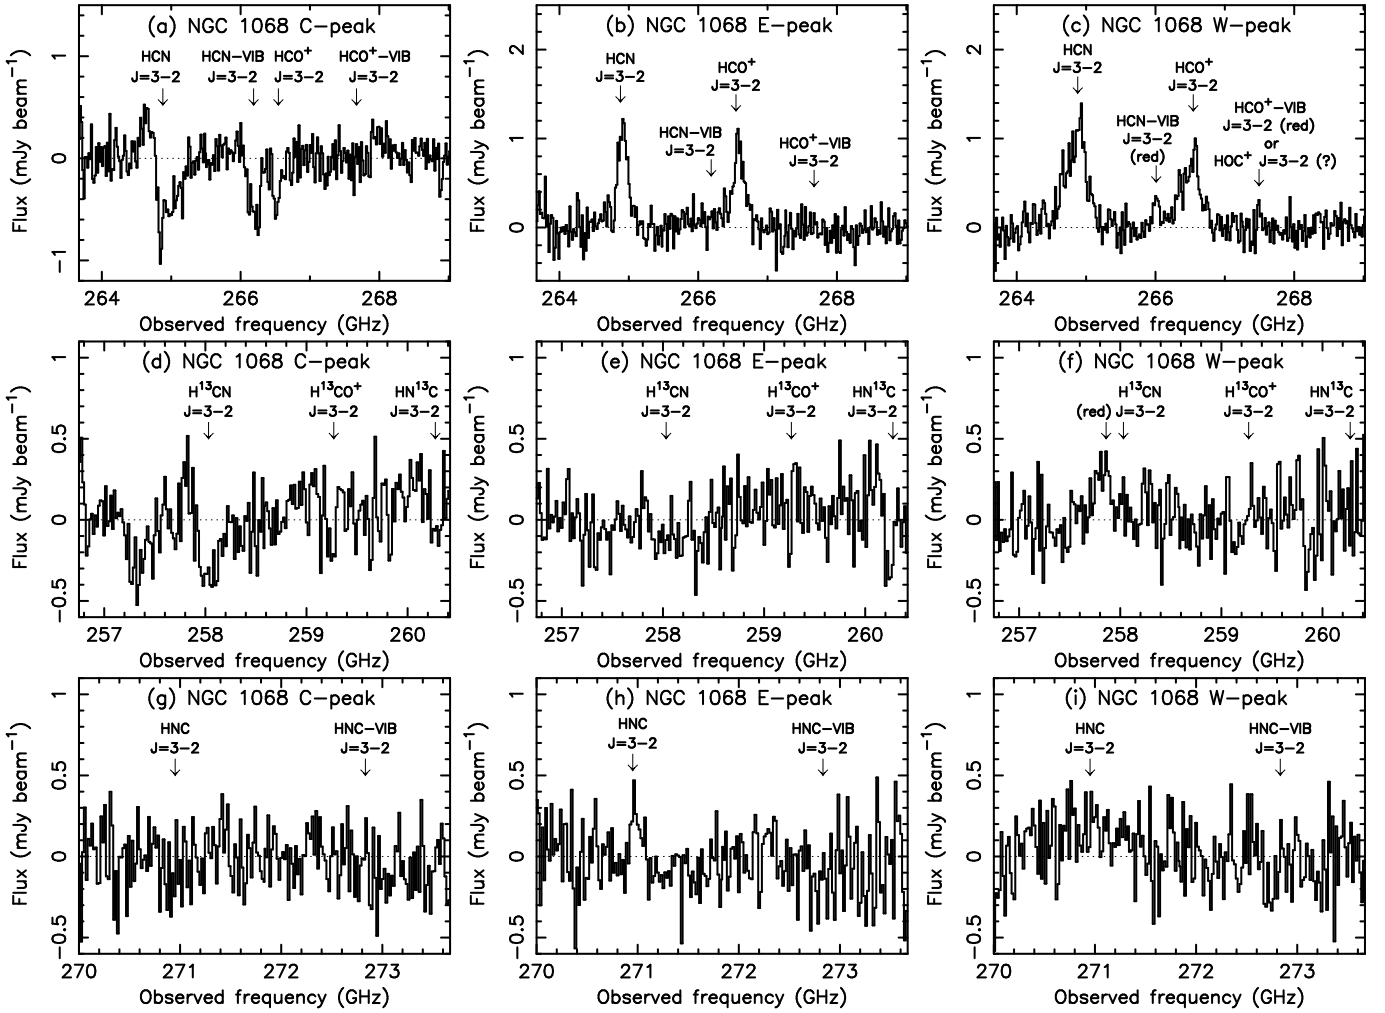 (a) NGC 1068 C-peak
HCN
J=3-2
HCN-VIB
J=3-2
HCO⁺
J=3-2
HCO⁺-VIB
J=3-2
Flux (mJy beam⁻¹)
1
0
-1
264 266 268
Observed frequency (GHz)
(b) NGC 1068 E-peak
HCN
J=3-2
HCO⁺
J=3-2
HCN-VIB
J=3-2
HCO⁺-VIB
J=3-2
Flux (mJy beam⁻¹)
2
1
0
264 266 268
Observed frequency (GHz)
(c) NGC 1068 W-peak
HCN
J=3-2
HCO⁺
J=3-2
HCN-VIB
J=3-2
(red)
HCO⁺-VIB
J=3-2 (red)
or
HOC⁺ J=3-2 (?)
Flux (mJy beam⁻¹)
2
1
0
264 266 268
Observed frequency (GHz)
(d) NGC 1068 C-peak
H¹³CN
J=3-2
H¹³CO⁺
J=3-2
HN¹³C
J=3-2
Flux (mJy beam⁻¹)
1
0.5
0
-0.5
257 258 259 260
Observed frequency (GHz)
(e) NGC 1068 E-peak
H¹³CN
J=3-2
H¹³CO⁺
J=3-2
HN¹³C
J=3-2
Flux (mJy beam⁻¹)
1
0.5
0
-0.5
257 258 259 260
Observed frequency (GHz)
(f) NGC 1068 W-peak
H¹³CN
(red) J=3-2
H¹³CO⁺
J=3-2
HN¹³C
J=3-2
Flux (mJy beam⁻¹)
1
0.5
0
-0.5
257 258 259 260
Observed frequency (GHz)
(g) NGC 1068 C-peak
HNC
J=3-2
HNC-VIB
J=3-2
Flux (mJy beam⁻¹)
1
0.5
0
-0.5
270 271 272 273
Observed frequency (GHz)
(h) NGC 1068 E-peak
HNC
J=3-2
HNC-VIB
J=3-2
Flux (mJy beam⁻¹)
1
0.5
0
-0.5
270 271 272 273
Observed frequency (GHz)
(i) NGC 1068 W-peak
HNC
J=3-2
HNC-VIB
J=3-2
Flux (mJy beam⁻¹)
1
0.5
0
-0.5
270 271 272 273
Observed frequency (GHz)